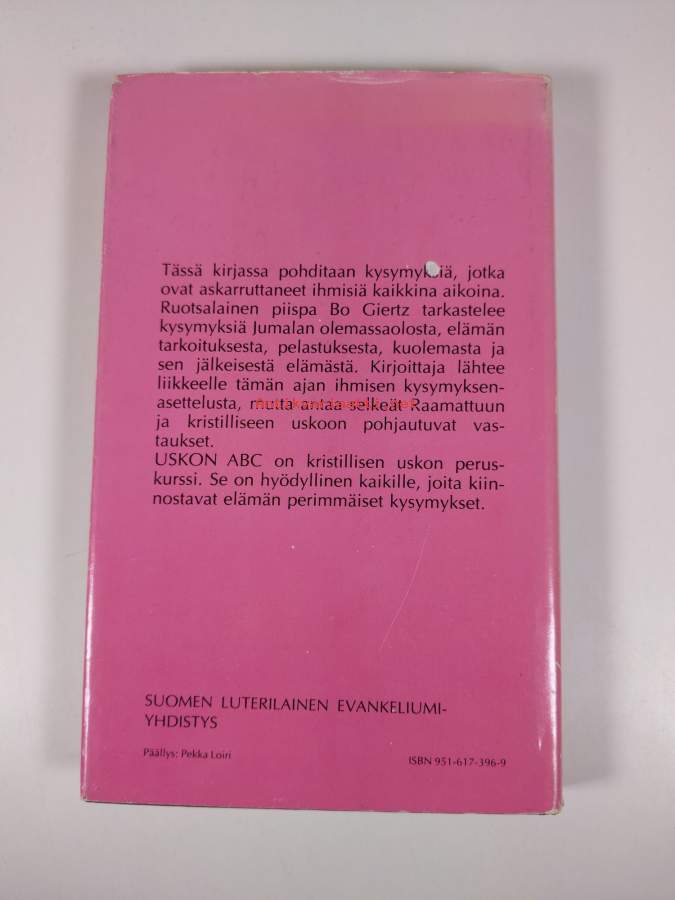 Tässä kirjassa pohditaan kysymyksiä, jotka
ovat askarruttaneet ihmisiä kaikkina aikoina.
Ruotsalainen piispa Bo Giertz tarkastelee
kysymyksiä Jumalan olemassaolosta, elämän
tarkoituksesta, pelastuksesta, kuolemasta ja
sen jälkeisestä elämästä. Kirjoittaja lähtee
liikkeelle tämän ajan ihmisen kysymyksen-
asettelusta, mutta antaa selkeät Raamattuun
ja kristilliseen uskoon pohjautuvat vas-
taukset.
USKON ABC on kristillisen uskon perus-
kurssi. Se on hyödyllinen kaikille, joita kiin-
nostavat elämän perimmäiset kysymykset.
SUOMEN LUTERILAINEN EVANKELIUMI-
YHDISTYS
Päällys: Pekka Loiri
ISBN 951-617-396-9